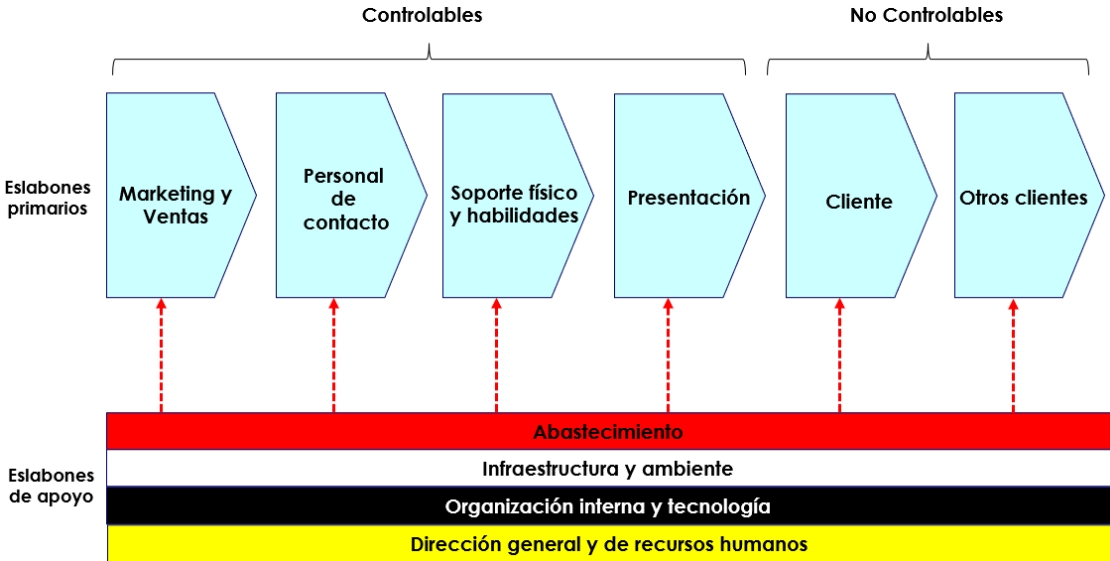 Controlables
No Controlables
Eslabones
primarios
Marketing y
Ventas
Personal
de
contacto
Soporte físico
y habilidades
Presentación
Cliente
Otros clientes
Eslabones
de apoyo
Abastecimiento
Infraestructura y ambiente
Organización interna y tecnología
Dirección general y de recursos humanos